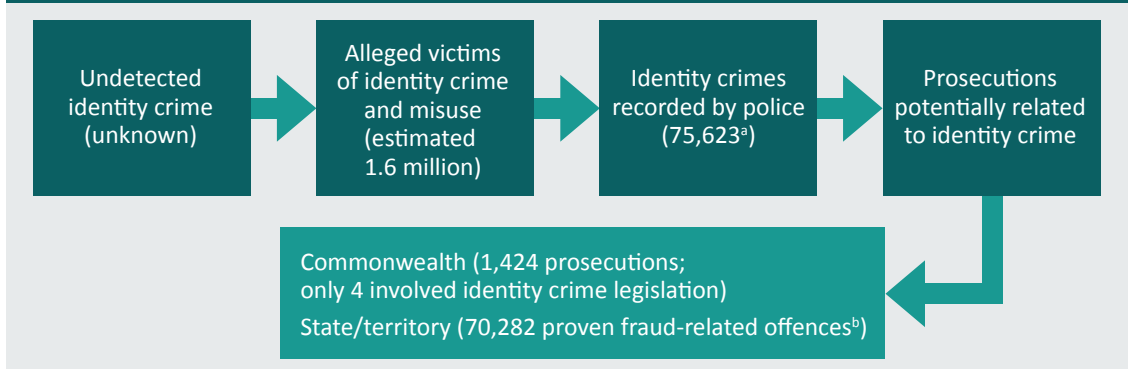 Undetected
identity crime
(unknown)
Alleged victims
of identity crime
and misuse
(estimated
1.6 million)
Identity crimes
recorded by police
(75,623ᵃ)
Prosecutions
potentially related
to identity crime
Commonwealth (1,424 prosecutions;
only 4 involved identity crime legislation)
State/territory (70,282 proven fraud-related offencesᵇ)